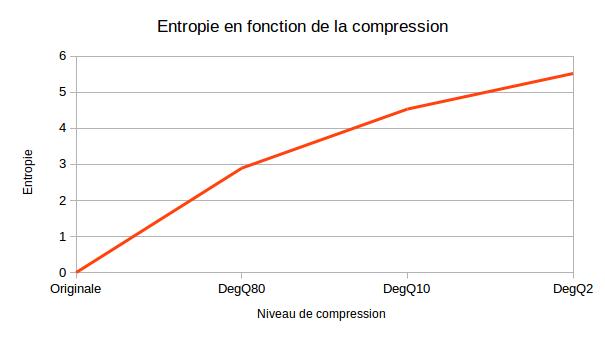 Entropie en fonction de la compression
6
5
4
3
2
1
0
Entropie
Originale DegQ80 DegQ10 DegQ2
Niveau de compression